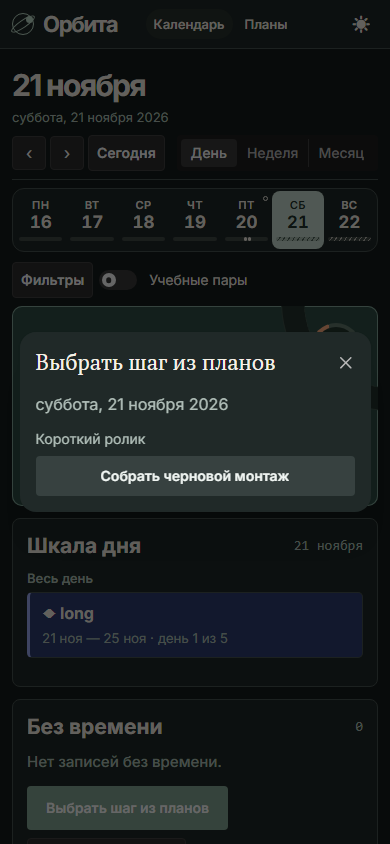 Орбита
Календарь
Планы
21 ноября
суббота, 21 ноября 2026
Сегодня
День
Неделя
Месяц
ПН ВТ СР ЧТ ПТ СБ ВС
16 17 18 19 20 21 22
Фильтры
Учебные пары
Выбрать шаг из планов
суббота, 21 ноября 2026
Короткий ролик
Собрать черновой монтаж
Шкала дня
21 ноября
Весь день
long
21 ноя — 25 ноя · день 1 из 5
Без времени
0
Нет записей без времени.
Выбрать шаг из планов